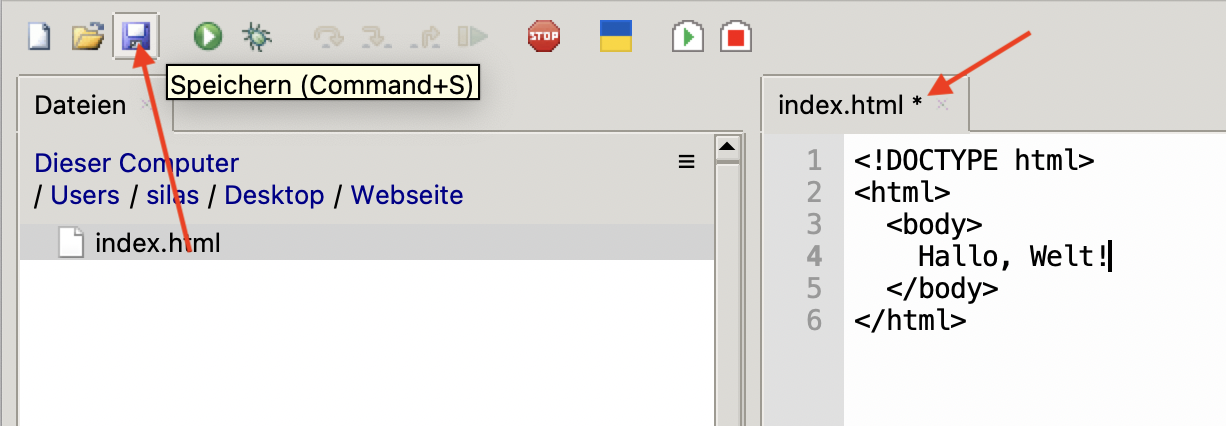 STOP
Speichern (Command+S)
Dateien
Dieser Computer
/ Users / silas / Desktop / Webseite
index.html
index.html *
1 <!DOCTYPE html>
2 <html>
3 <body>
4 Hallo, Welt!
5 </body>
6 </html>